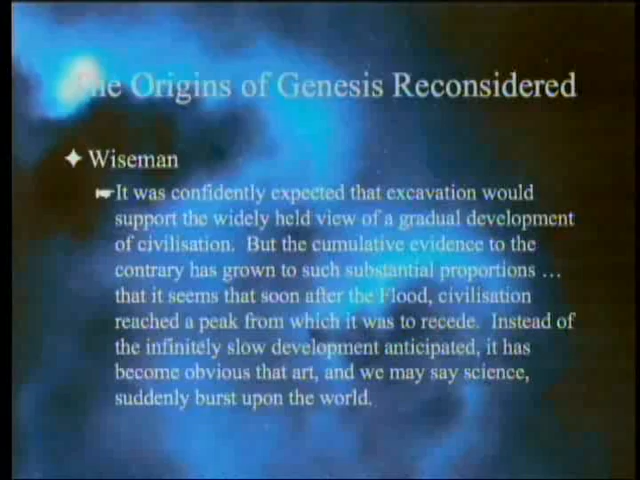 The Origins of Genesis Reconsidered
Wiseman
It was confidently expected that excavation would
support the widely held view of a gradual development
of civilisation. But the cumulative evidence to the
contrary has grown to such substantial proportions …
that it seems that soon after the Flood, civilisation
reached a peak from which it was to recede. Instead of
the infinitely slow development anticipated, it has
become obvious that art, and we may say science,
suddenly burst upon the world.